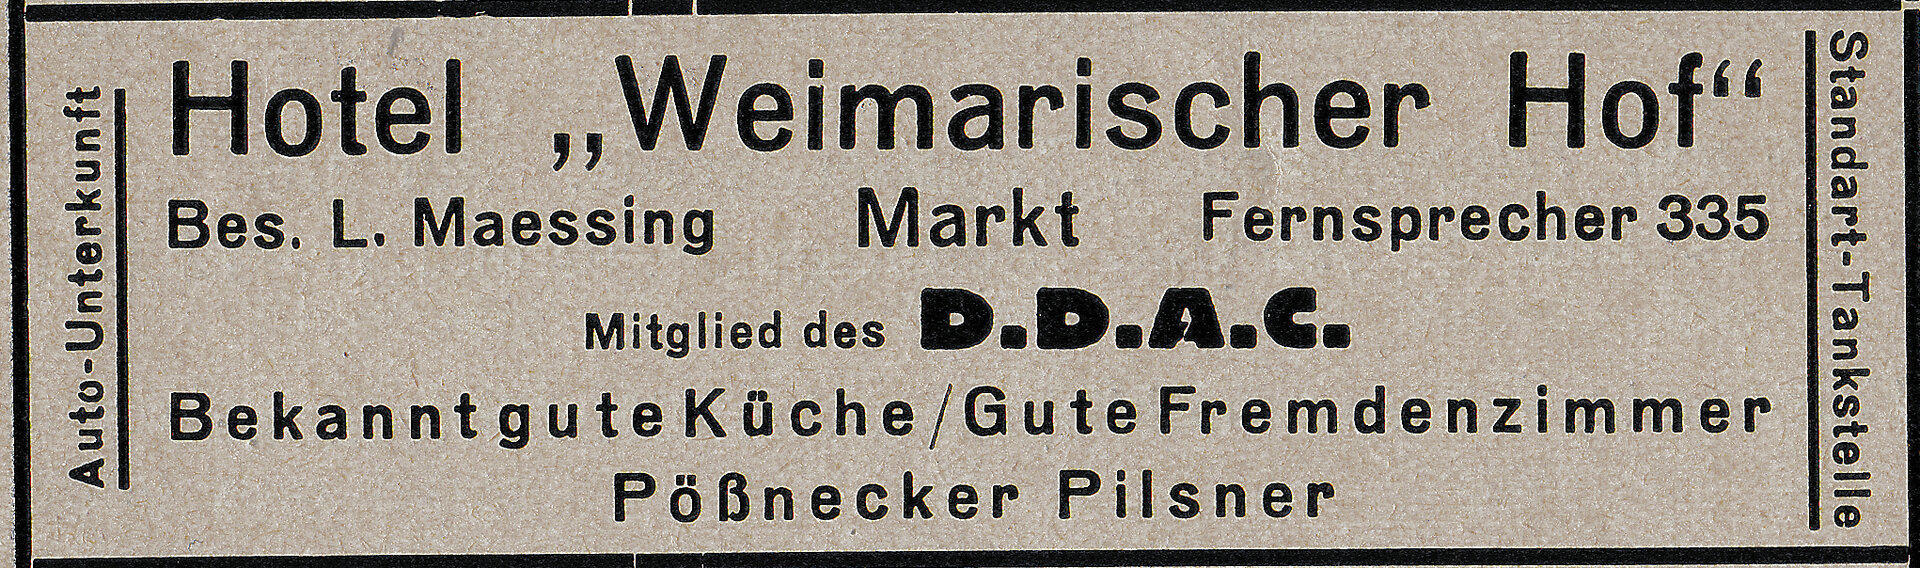 Auto-Unterkunft
Hotel „Weimarischer Hof“
Bes. L. Maessing Markt Fernsprecher 335
Mitglied des D.D.A.C.
Bekannt gute Küche / Gute Fremdenzimmer
Pößnecker Pilsner
Standart-Tankstelle